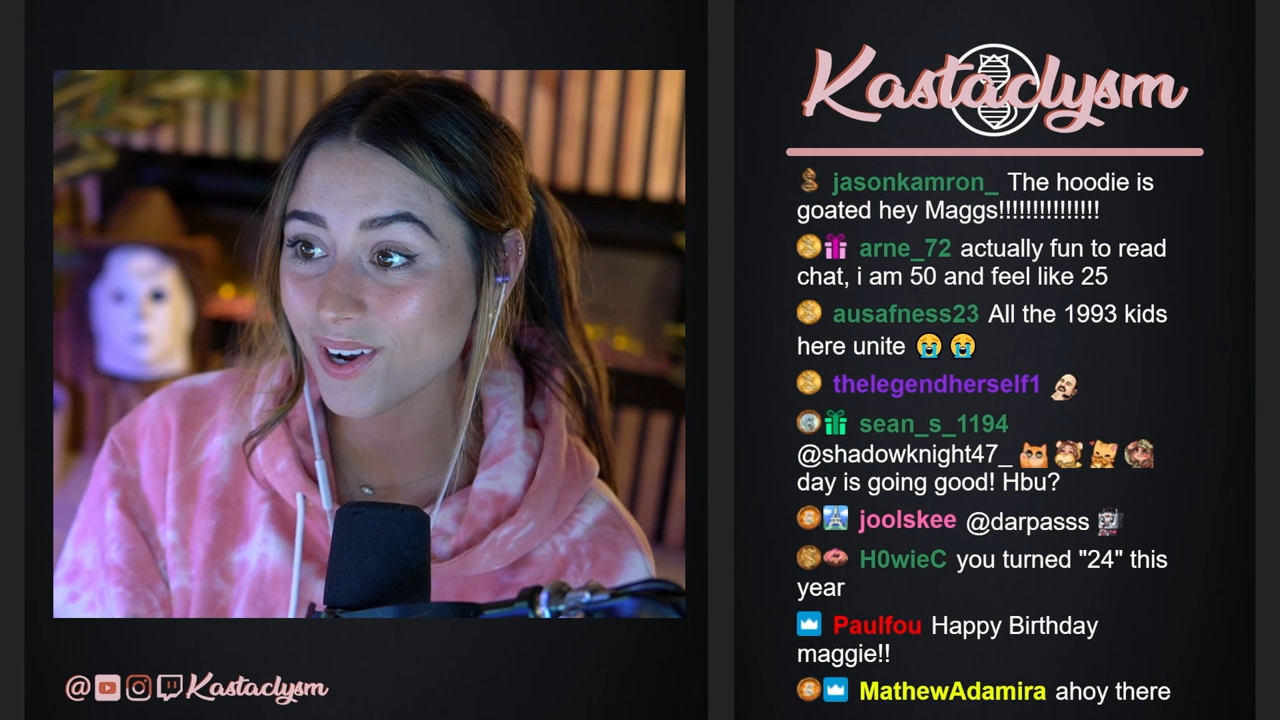 Kastaclysm
jasonkamron_ The hoodie is
goated hey Maggs!!!!!!!!!!!!!!!
arne_72 actually fun to read
chat, i am 50 and feel like 25
ausafness23 All the 1993 kids
here unite 😭 😭
thelegendherself1
sean_s_1194
@shadowknight47_
day is going good! Hbu?
joolskee @darpasss
H0wieC you turned "24" this
year
Paulfou Happy Birthday
maggie!!
MathewAdamira ahoy there
@Kastaclysm